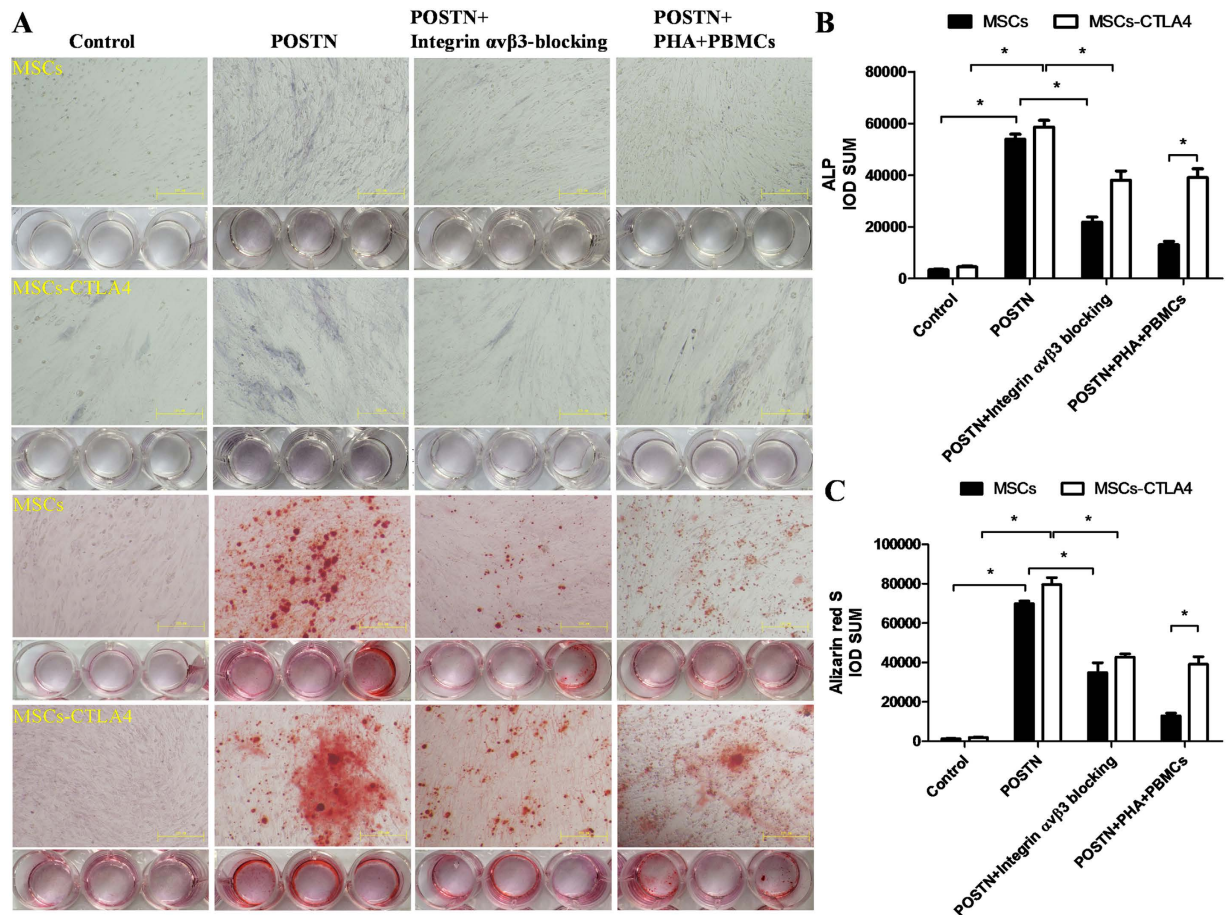 A
Control
POSTN
POSTN+
Integrin αvβ3-blocking
POSTN+
PHA+PBMCs
MSCs
MSCs-CTLA4
MSCs
MSCs-CTLA4
B
MSCs
MSCs-CTLA4
*
*
*
*
*
ALP
IOD SUM
80000
60000
40000
20000
0
Control
POSTN
POSTN+Integrin αvβ3 blocking
POSTN+PHA+PBMCs
C
MSCs
MSCs-CTLA4
*
*
*
*
*
Alizarin red S
IOD SUM
100000
80000
60000
40000
20000
0
Control
POSTN
POSTN+Integrin αvβ3 blocking
POSTN+PHA+PBMCs